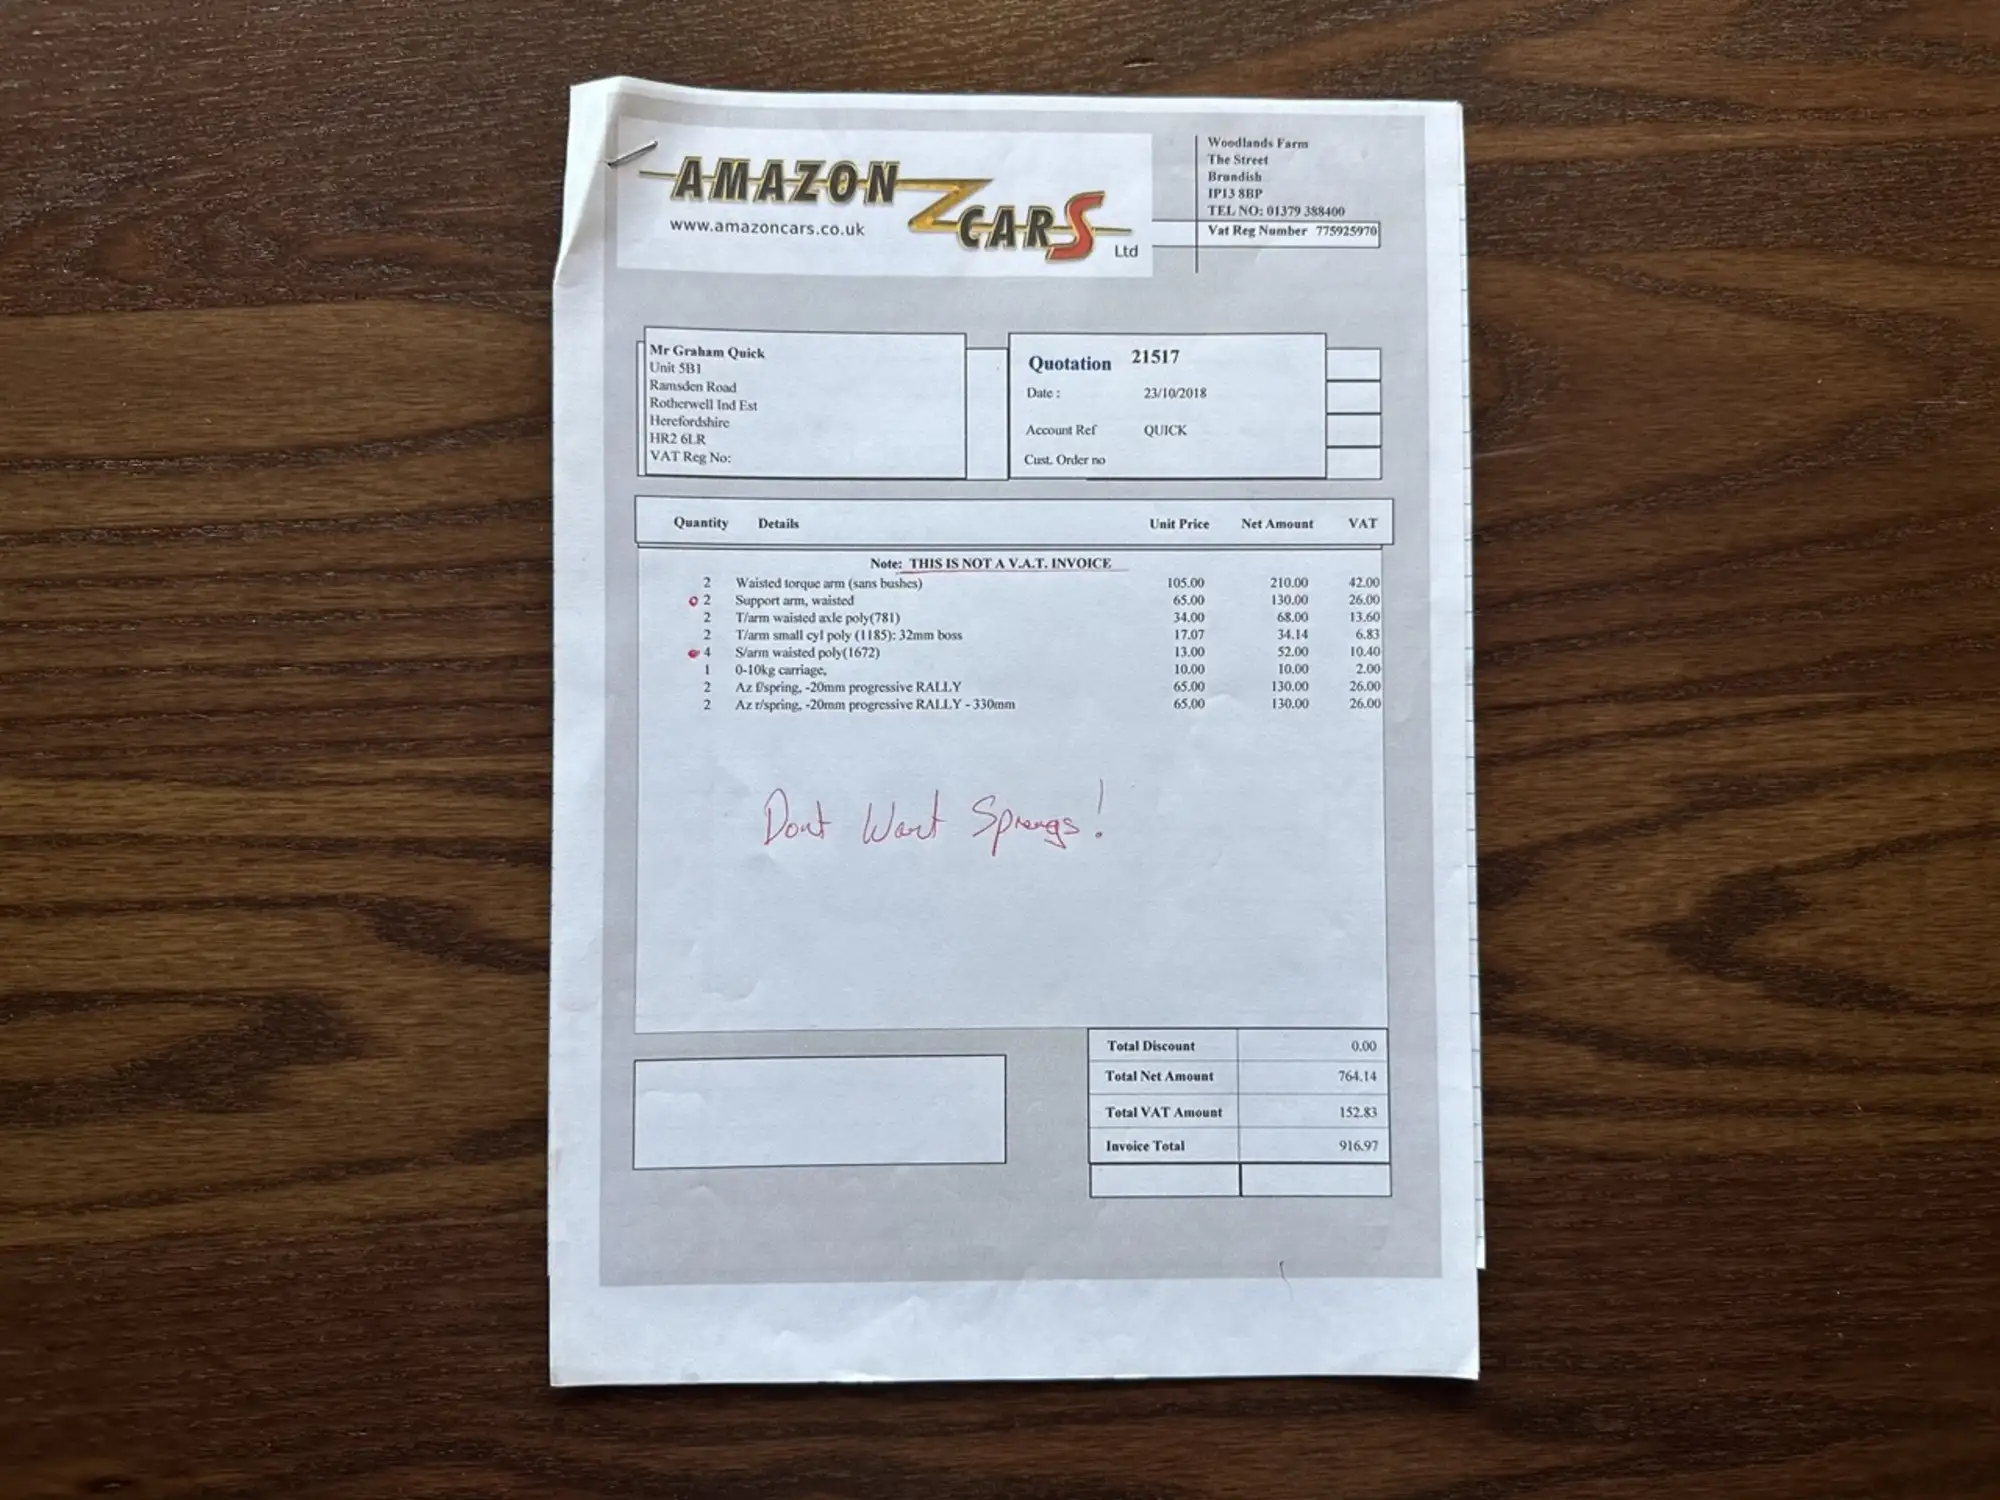 AMAZON CARS Ltd
www.amazoncars.co.uk
Woodlands Farm
The Street
Brundish
IP13 8BP
TEL NO: 01379 388400
Vat Reg Number 775925970
Mr Graham Quick
Unit 5B1
Ramsden Road
Rotherwell Ind Est
Herefordshire
HR2 6LR
VAT Reg No:
Quotation 21517
Date : 23/10/2018
Account Ref QUICK
Cust. Order no
Quantity Details Unit Price Net Amount VAT
Note: THIS IS NOT A V.A.T. INVOICE
2 Waisted torque arm (sans bushes) 105.00 210.00 42.00
2 Support arm, waisted 65.00 130.00 26.00
2 T/arm waisted axle poly(781) 34.00 68.00 13.60
2 T/arm small cyl poly (1185): 32mm boss 17.07 34.14 6.83
4 S/arm waisted poly(1672) 13.00 52.00 10.40
1 0-10kg carriage, 10.00 10.00 2.00
2 Az f/spring, -20mm progressive RALLY 65.00 130.00 26.00
2 Az r/spring, -20mm progressive RALLY - 330mm 65.00 130.00 26.00
Dont Want Springs!
Total Discount 0.00
Total Net Amount 764.14
Total VAT Amount 152.83
Invoice Total 916.97